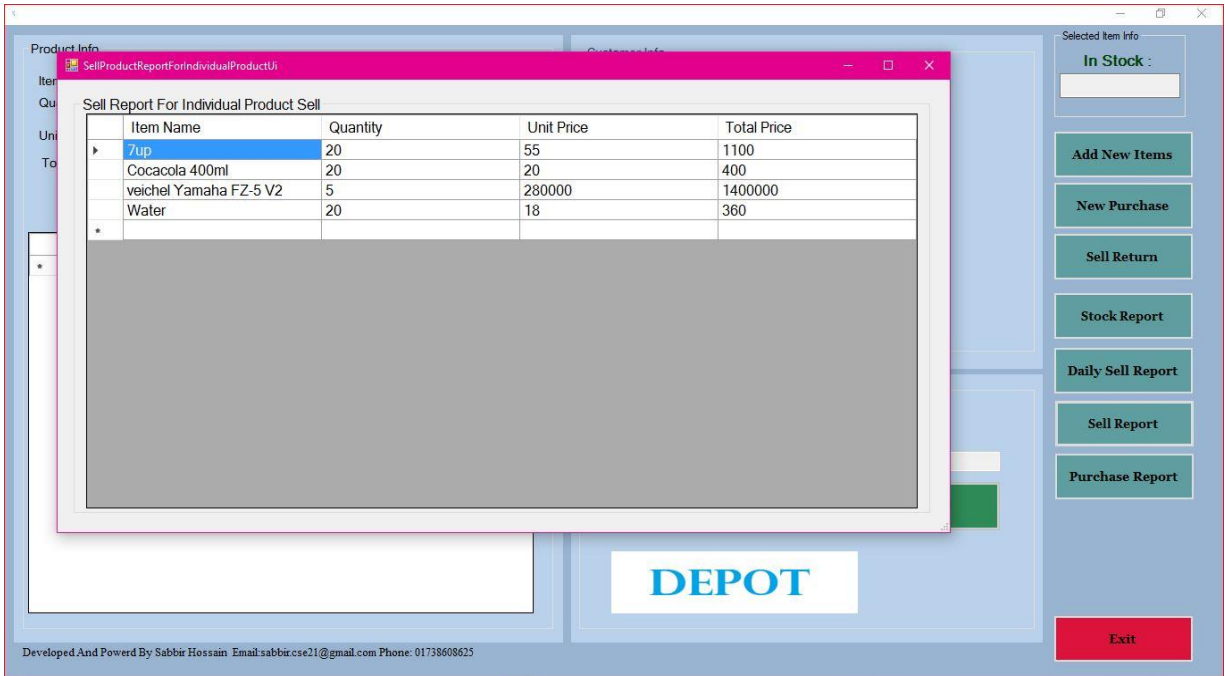 Product Info
SellProductReportForIndividualProductUi
Sell Report For Individual Product Sell
Item Name Quantity Unit Price Total Price
7up 20 55 1100
Cocacola 400ml 20 20 400
veichel Yamaha FZ-5 V2 5 280000 1400000
Water 20 18 360
Selected Item Info
In Stock :
Add New Items
New Purchase
Sell Return
Stock Report
Daily Sell Report
Sell Report
Purchase Report
DEPOT
Exit
Developed And Powerd By Sabbir Hossain Email:sabbir.cse21@gmail.com Phone: 01738608625